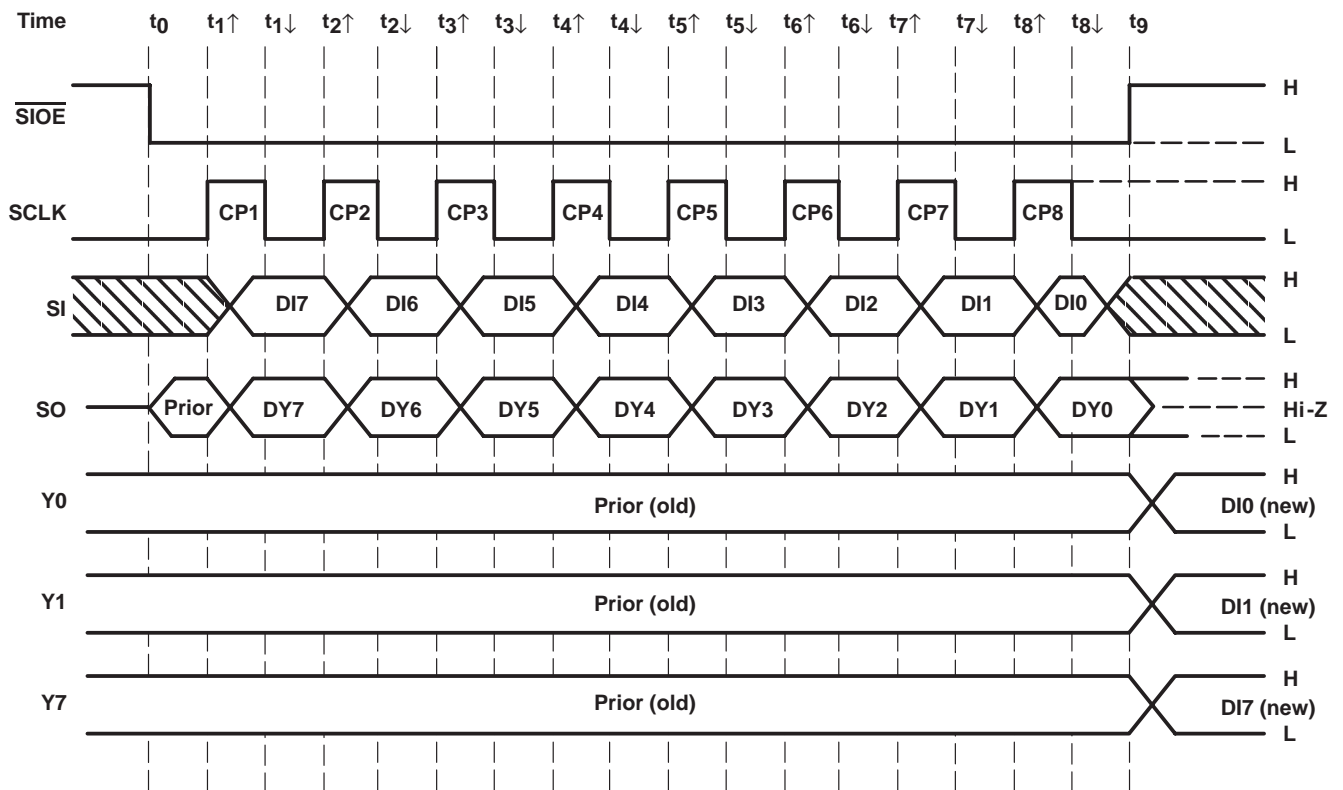 Time t0 t1↑ t1↓ t2↑ t2↓ t3↑ t3↓ t4↑ t4↓ t5↑ t5↓ t6↑ t6↓ t7↑ t7↓ t8↑ t8↓ t9
H
SIOE
L
H
SCLK CP1 CP2 CP3 CP4 CP5 CP6 CP7 CP8
L
H
SI DI7 DI6 DI5 DI4 DI3 DI2 DI1 DI0
L
H
SO Prior DY7 DY6 DY5 DY4 DY3 DY2 DY1 DY0 Hi-Z
L
H
Y0 Prior (old) DI0 (new)
L
H
Y1 Prior (old) DI1 (new)
L
H
Y7 Prior (old) DI7 (new)
L